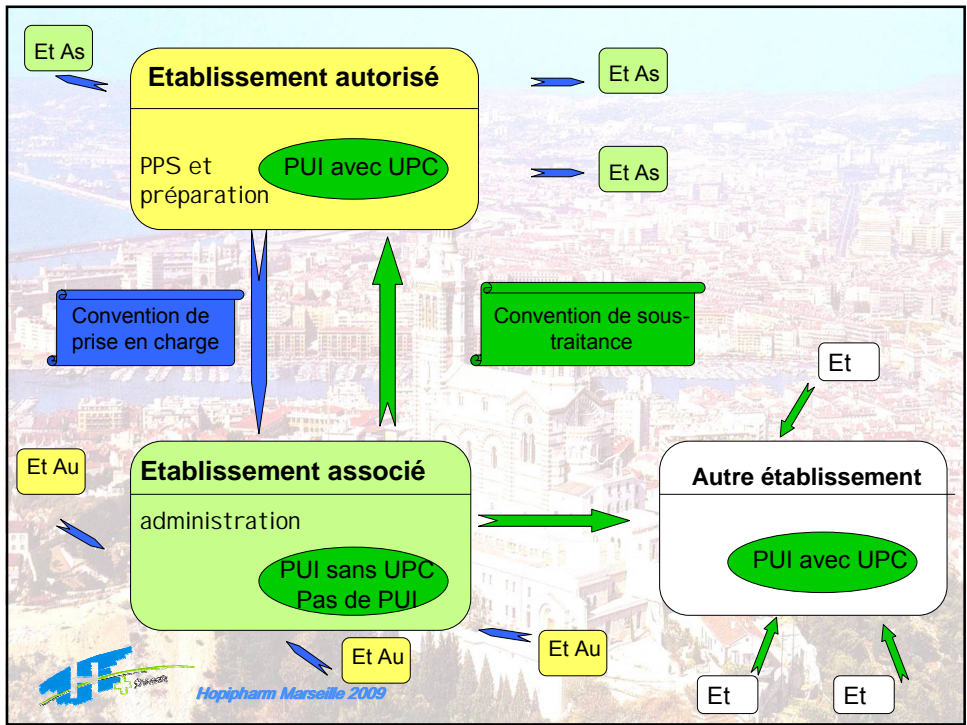 Et As
Etablissement autorisé
Et As
PPS et
préparation
PUI avec UPC
Et As
Convention de
prise en charge
Convention de sous-
traitance
Et
Et Au
Etablissement associé
Autre établissement
administration
PUI sans UPC
Pas de PUI
PUI avec UPC
Et Au
Et Au
Hopipharm Marseille 2009
Et
Et